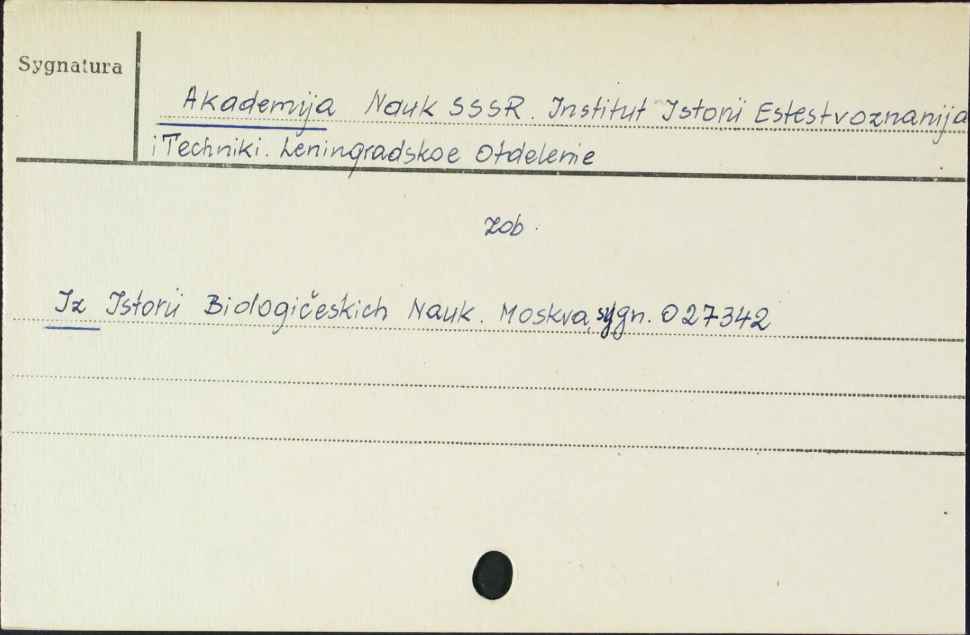 Sygnatura
Akademija Nauk SSSR. Institut Istorii Estestvoznanija
i Techniki. Leningradskoe Otdelenie
zob.
Iz Istorii Biologičeskich Nauk. Moskva, sygn. 027342